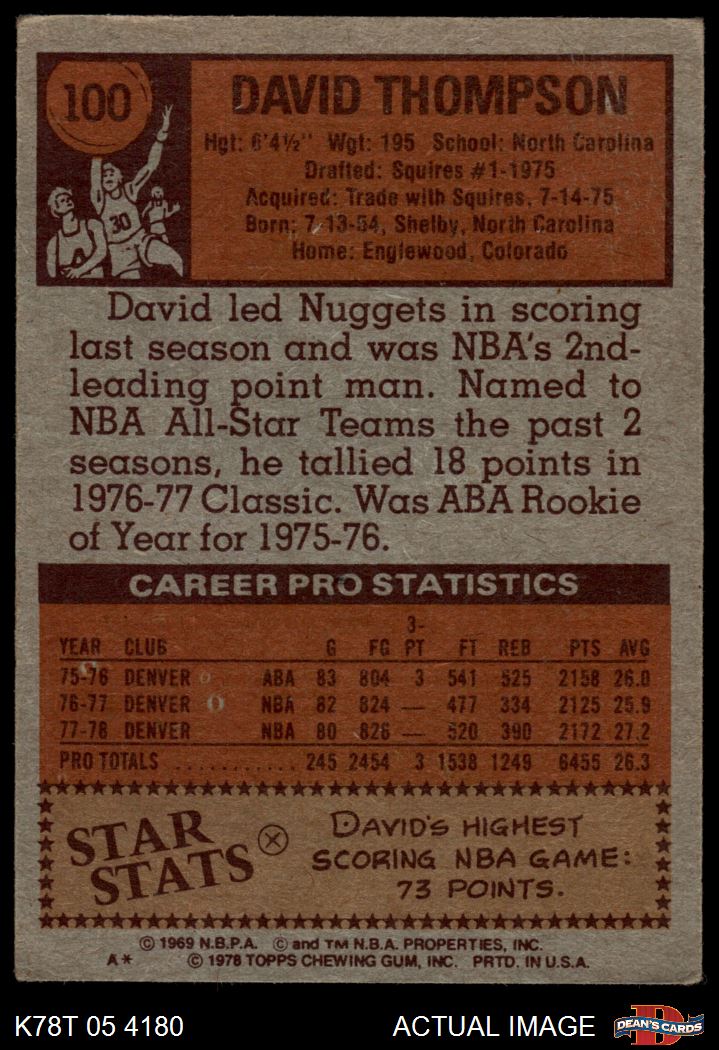 100
DAVID THOMPSON
Hgt: 6'4½" Wgt: 195 School: North Carolina
Drafted: Squires #1-1975
Acquired: Trade with Squires, 7-14-75
Born: 7-13-54, Shelby, North Carolina
Home: Englewood, Colorado
30
David led Nuggets in scoring
last season and was NBA's 2nd-
leading point man. Named to
NBA All-Star Teams the past 2
seasons, he tallied 18 points in
1976-77 Classic. Was ABA Rookie
of Year for 1975-76.
CAREER PRO STATISTICS
YEAR CLUB G FG 3-PT FT REB PTS AVG
75-76 DENVER ABA 83 804 3 541 525 2158 26.0
76-77 DENVER NBA 82 824 — 477 334 2125 25.9
77-78 DENVER NBA 80 826 — 520 390 2172 27.2
PRO TOTALS ........... 245 2454 3 1538 1249 6455 26.3
STAR
STATS
DAVID'S HIGHEST
SCORING NBA GAME:
73 POINTS.
© 1969 N.B.P.A. © and TM N.B.A. PROPERTIES, INC.
A* © 1978 TOPPS CHEWING GUM, INC. PRTD. IN U.S.A.
K78T 05 4180 ACTUAL IMAGE DEAN'S CARDS